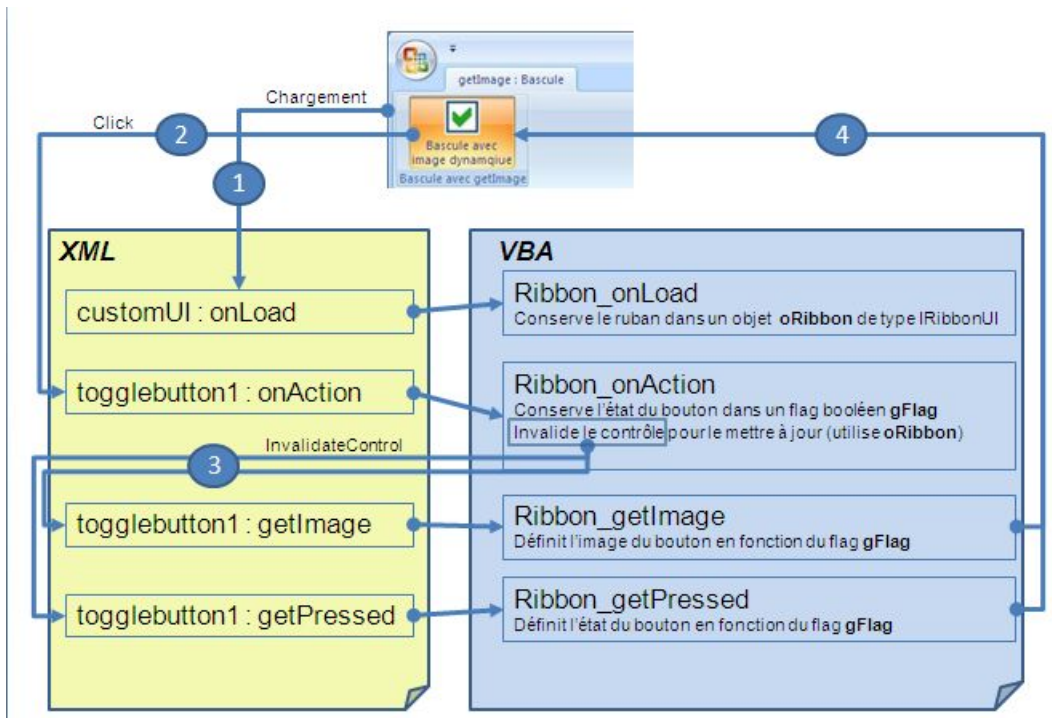 getImage : Bascule
Chargement
Click
2
4
Bascule avec
image dynamqiue
Bascule avec getImage
1
XML
VBA
customUI : onLoad
Ribbon_onLoad
Conserve le ruban dans un objet oRibbon de type IRibbonUI
togglebutton1 : onAction
Ribbon_onAction
Conserve l'état du bouton dans un flag booléen gFlag
Invalide le contrôle pour le mettre à jour (utilise oRibbon)
InvalidateControl
3
togglebutton1 : getImage
Ribbon_getImage
Définit l'image du bouton en fonction du flag gFlag
togglebutton1 : getPressed
Ribbon_getPressed
Définit l'état du bouton en fonction du flag gFlag